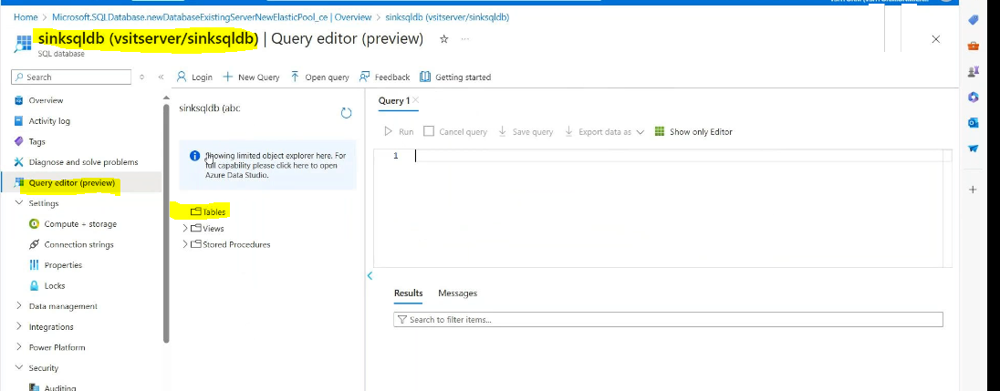 Home > Microsoft.SQLDatabase.newDatabaseExistingServerNewElasticPool_ce | Overview > sinksqldb (vsitserver/sinksqldb)
sinksqldb (vsitserver/sinksqldb) | Query editor (preview)
SQL database
Search
Login
New Query
Open query
Feedback
Getting started
Overview
Activity log
Tags
Diagnose and solve problems
Query editor (preview)
Settings
Compute + storage
Connection strings
Properties
Locks
Data management
Integrations
Power Platform
Security
Auditing
sinksqldb (abc
Showing limited object explorer here. For
full capability please click here to open
Azure Data Studio.
Tables
Views
Stored Procedures
Query 1
Run
Cancel query
Save query
Export data as
Show only Editor
1
Results
Messages
Search to filter items...